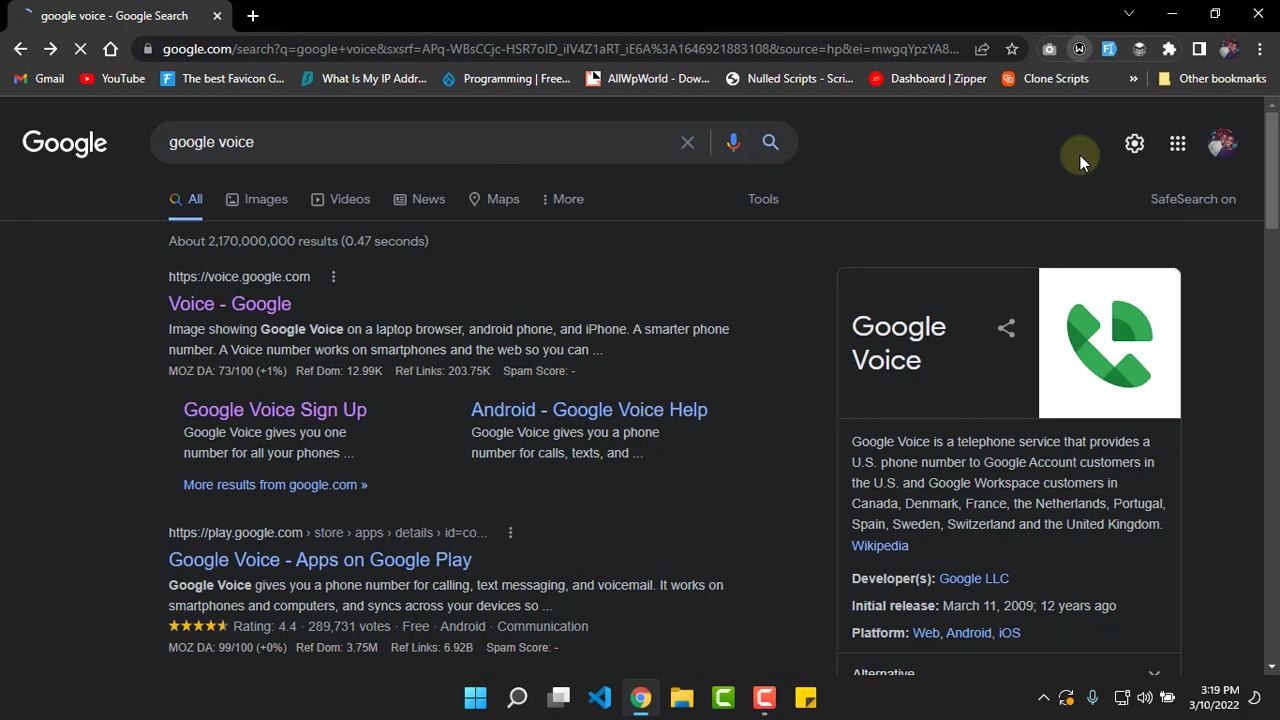 google voice - Google Search
google.com/search?q=google+voice&sxsrf=APq-WBsCCjc-HSR7oID_iIV4Z1aRT_iE6A%3A1646921883108&source=hp&ei=mwgqYpzYA8...
Gmail
YouTube
The best Favicon G...
What Is My IP Addr...
Programming | Free...
AllWpWorld - Dow...
Nulled Scripts - Scri...
Dashboard | Zipper
Clone Scripts
»
Other bookmarks
Google
google voice
All
Images
Videos
News
Maps
More
Tools
SafeSearch on
About 2,170,000,000 results (0.47 seconds)
https://voice.google.com
Voice - Google
Image showing Google Voice on a laptop browser, android phone, and iPhone. A smarter phone
number. A Voice number works on smartphones and the web so you can ...
MOZ DA: 73/100 (+1%) Ref Dom: 12.99K Ref Links: 203.75K Spam Score: -
Google Voice Sign Up
Google Voice gives you one
number for all your phones ...
Android - Google Voice Help
Google Voice gives you a phone
number for calls, texts, and ...
More results from google.com »
https://play.google.com › store › apps › details › id=co...
Google Voice - Apps on Google Play
Google Voice gives you a phone number for calling, text messaging, and voicemail. It works on
smartphones and computers, and syncs across your devices so ...
Rating: 4.4 · 289,731 votes · Free · Android · Communication
MOZ DA: 99/100 (+0%) Ref Dom: 3.75M Ref Links: 6.92B Spam Score: -
Google
Voice
Google Voice is a telephone service that provides a
U.S. phone number to Google Account customers in
the U.S. and Google Workspace customers in
Canada, Denmark, France, the Netherlands, Portugal,
Spain, Sweden, Switzerland and the United Kingdom.
Wikipedia
Developer(s): Google LLC
Initial release: March 11, 2009; 12 years ago
Platform: Web, Android, iOS
Alternative
3:19 PM
3/10/2022